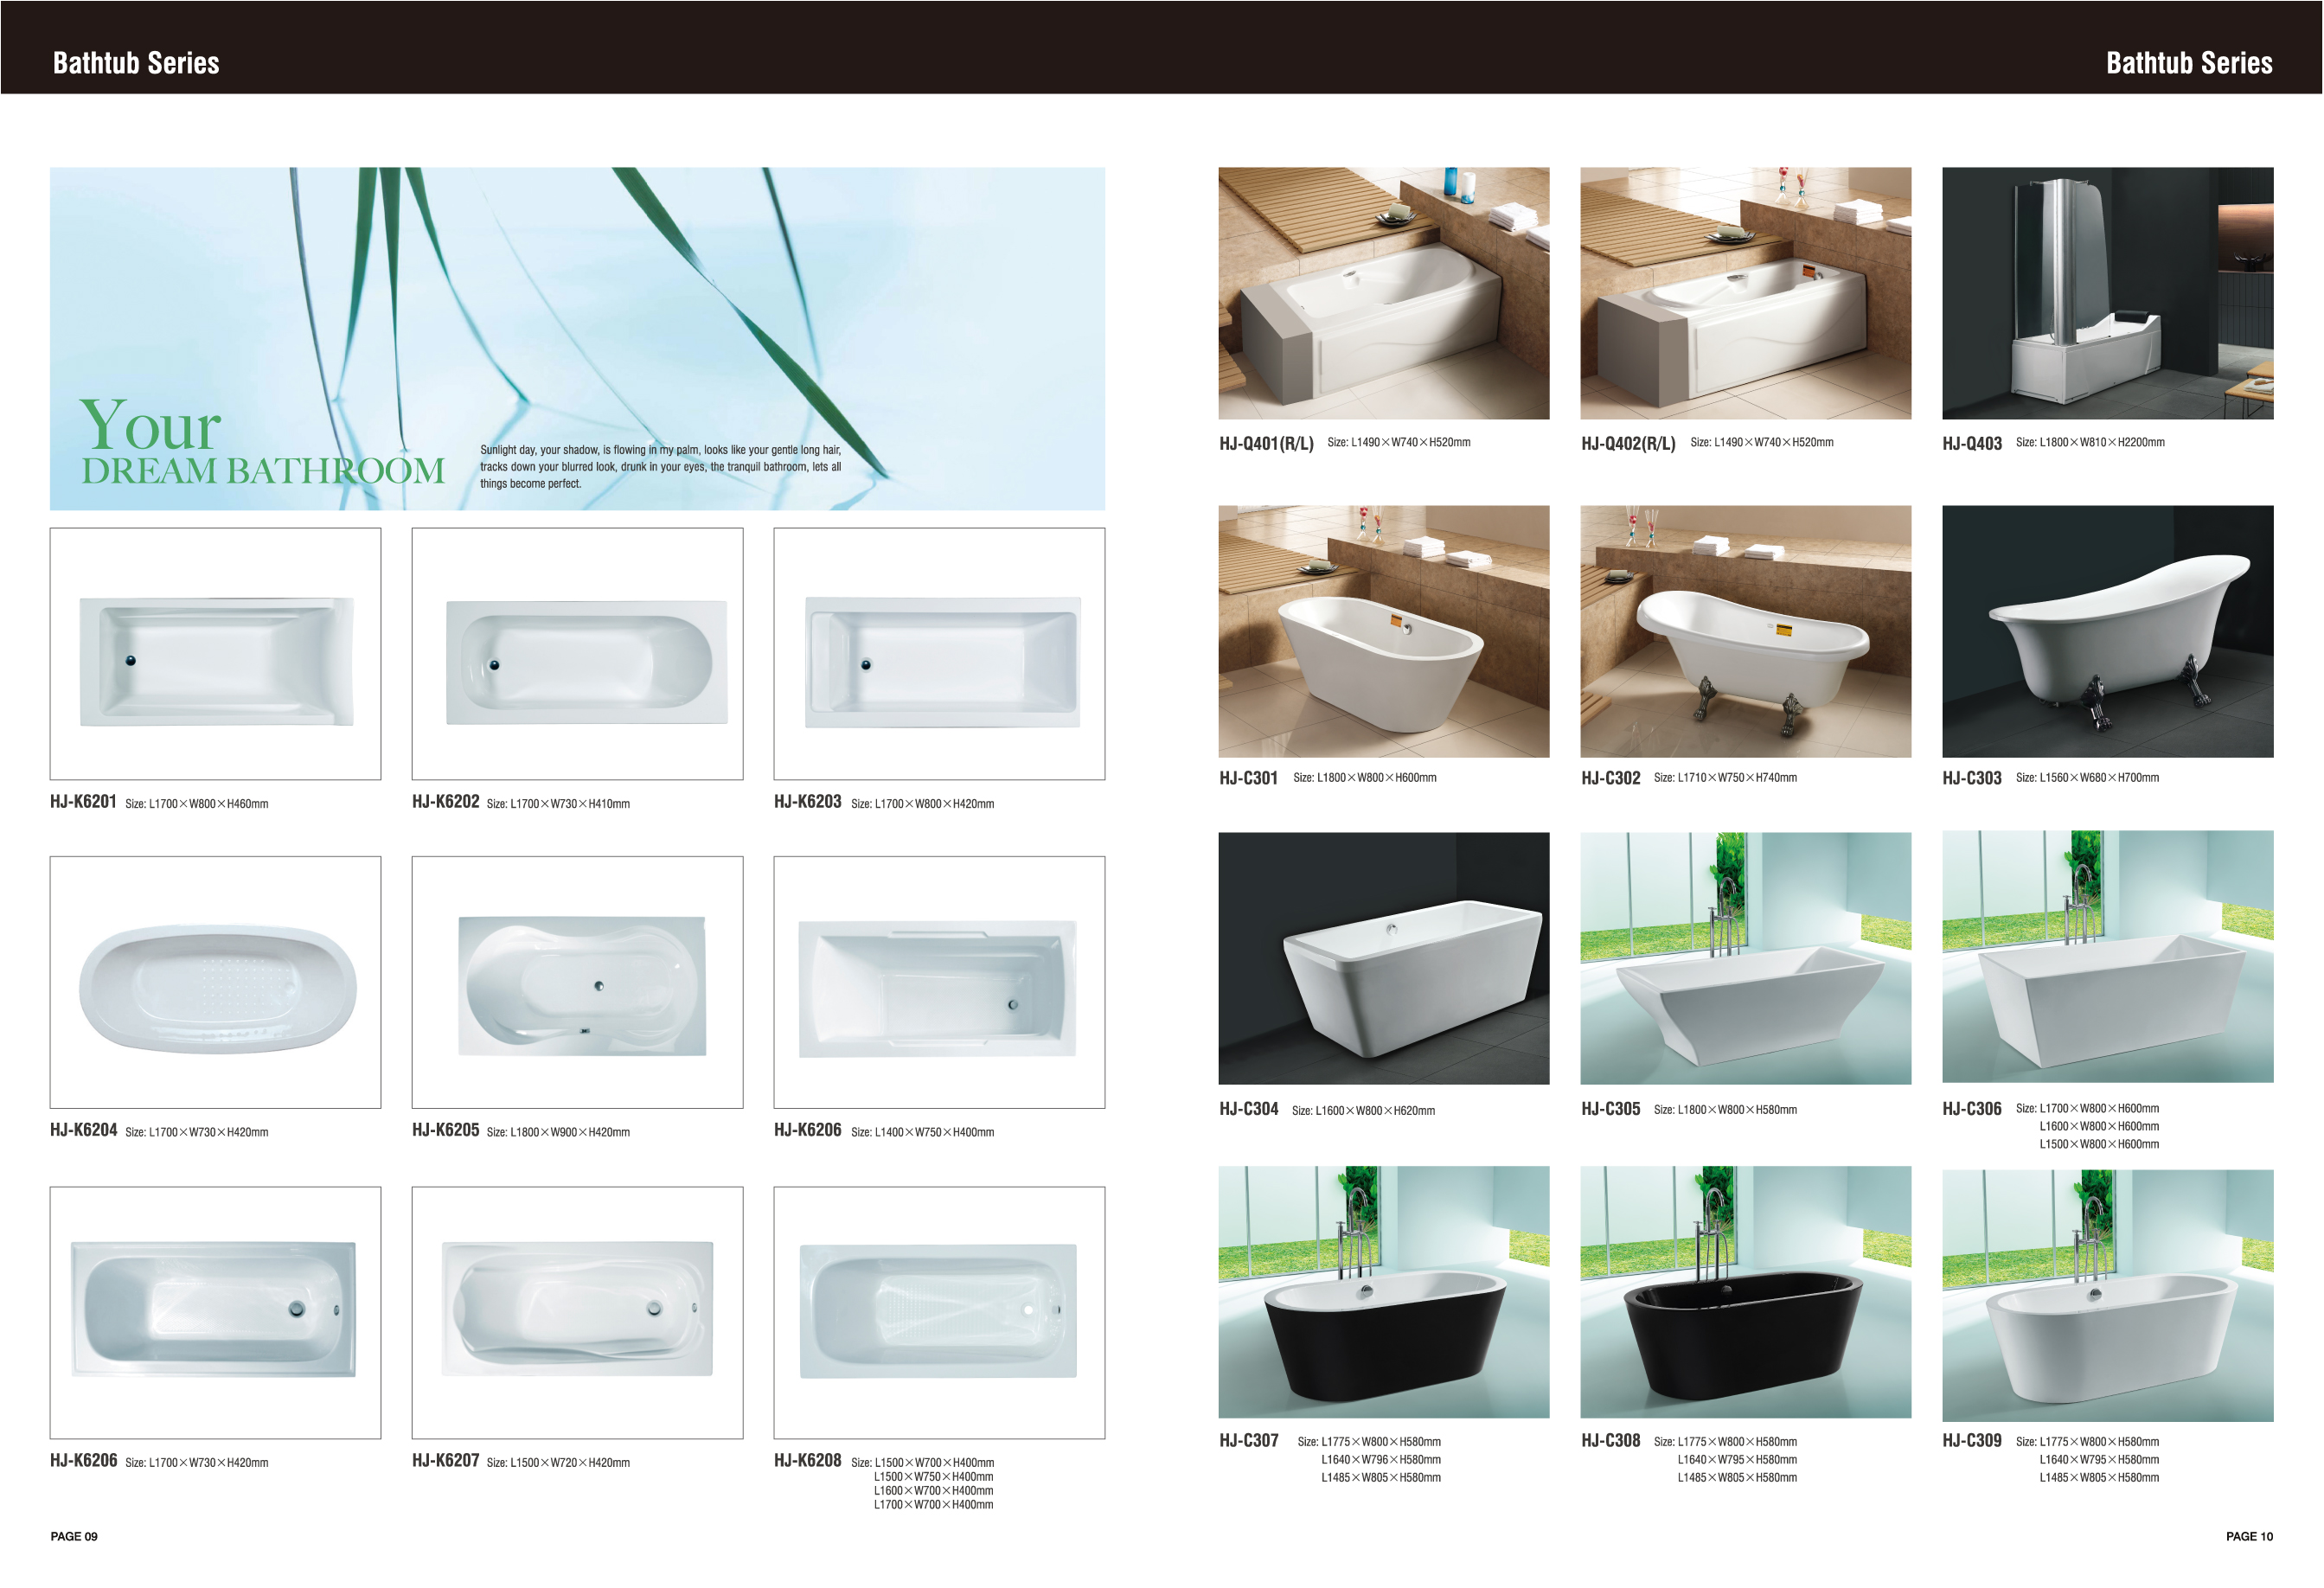 Bathtub Series
Bathtub Series
Your
DREAM BATHROOM
Sunlight day, your shadow, is flowing in my palm, looks like your gentle long hair,
tracks down your blurred look, drunk in your eyes, the tranquil bathroom, lets all
things become perfect.
HJ-K6201 Size: L1700×W800×H460mm
HJ-K6202 Size: L1700×W730×H410mm
HJ-K6203 Size: L1700×W800×H420mm
HJ-K6204 Size: L1700×W730×H420mm
HJ-K6205 Size: L1800×W900×H420mm
HJ-K6206 Size: L1400×W750×H400mm
HJ-K6206 Size: L1700×W730×H420mm
HJ-K6207 Size: L1500×W720×H420mm
HJ-K6208 Size: L1500×W700×H400mm
L1500×W750×H400mm
L1600×W700×H400mm
L1700×W700×H400mm
PAGE 09
HJ-Q401(R/L) Size: L1490×W740×H520mm
HJ-Q402(R/L) Size: L1490×W740×H520mm
HJ-Q403 Size: L1800×W810×H2200mm
HJ-C301 Size: L1800×W800×H600mm
HJ-C302 Size: L1710×W750×H740mm
HJ-C303 Size: L1560×W680×H700mm
HJ-C304 Size: L1600×W800×H620mm
HJ-C305 Size: L1800×W800×H580mm
HJ-C306 Size: L1700×W800×H600mm
L1600×W800×H600mm
L1500×W800×H600mm
HJ-C307 Size: L1775×W800×H580mm
L1640×W796×H580mm
L1485×W805×H580mm
HJ-C308 Size: L1775×W800×H580mm
L1640×W795×H580mm
L1485×W805×H580mm
HJ-C309 Size: L1775×W800×H580mm
L1640×W795×H580mm
L1485×W805×H580mm
PAGE 10